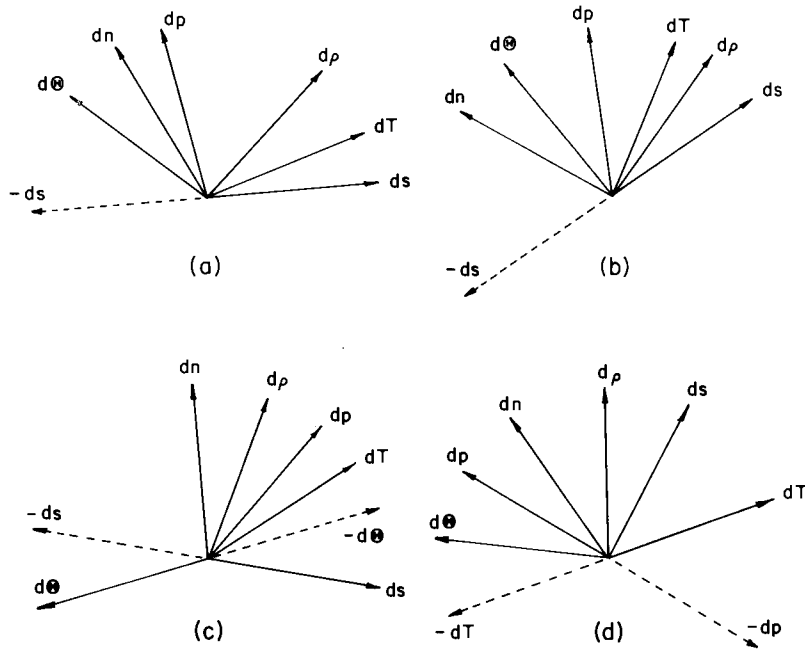 dΘ
dn
dp
dρ
dT
ds
-ds
(a)
dn
dΘ
dp
dT
dρ
ds
-ds
(b)
dn
dρ
dp
dT
-dΘ
-ds
dΘ
ds
(c)
dΘ
dp
dn
dρ
ds
dT
-dT
-dp
(d)